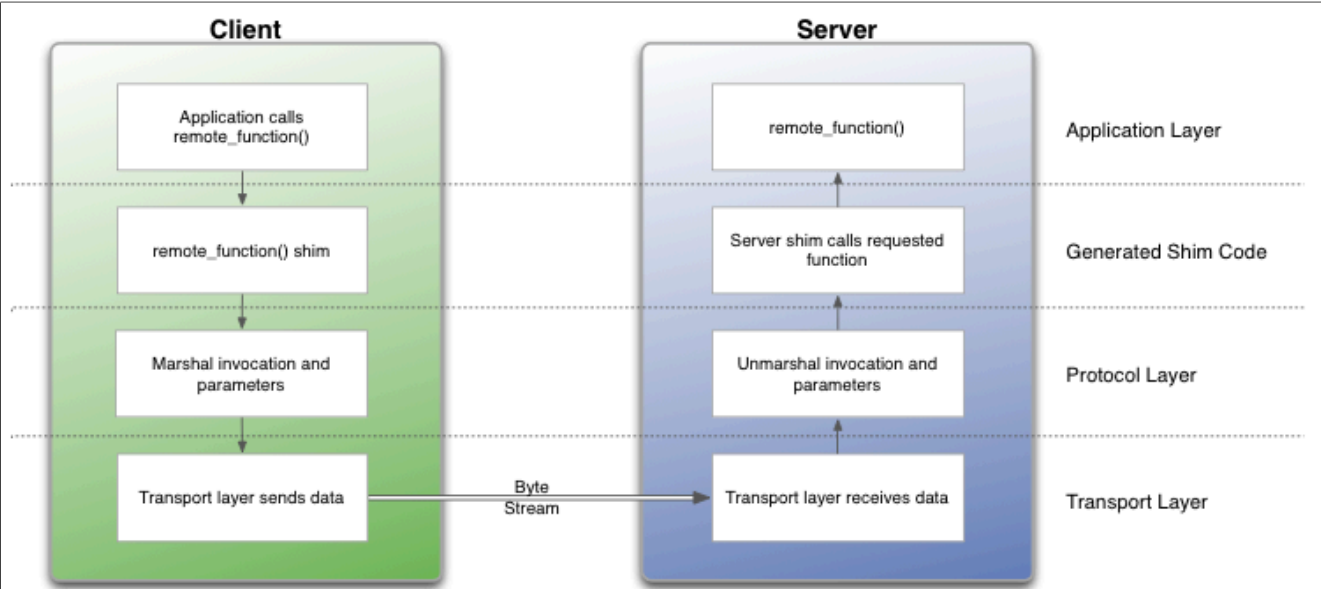 Client
Server
Application calls
remote_function()
remote_function()
Application Layer
remote_function() shim
Server shim calls requested
function
Generated Shim Code
Marshal invocation and
parameters
Unmarshal invocation and
parameters
Protocol Layer
Transport layer sends data
Byte
Stream
Transport layer receives data
Transport Layer